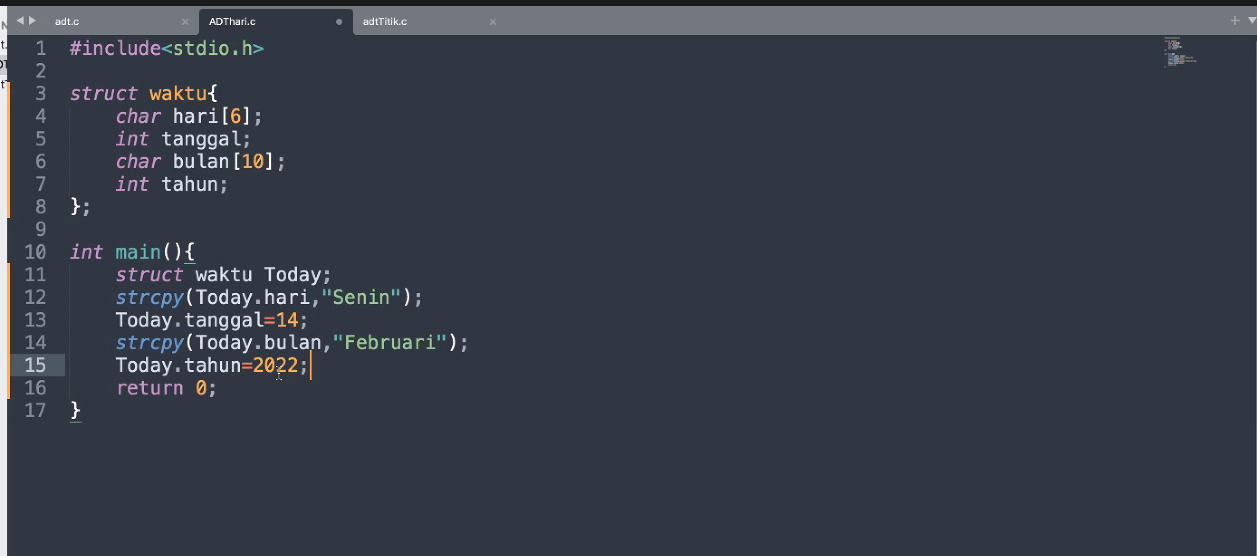 adt.c × ADThari.c adtTitik.c ×
1 #include<stdio.h>
2
3 struct waktu{
4 char hari[6];
5 int tanggal;
6 char bulan[10];
7 int tahun;
8 };
9
10 int main(){
11 struct waktu Today;
12 strcpy(Today.hari,"Senin");
13 Today.tanggal=14;
14 strcpy(Today.bulan,"Februari");
15 Today.tahun=2022;
16 return 0;
17 }